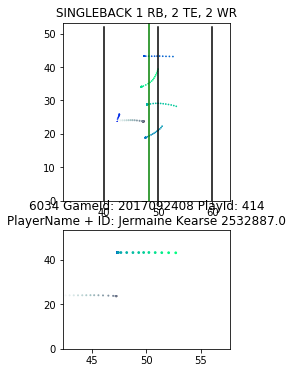 SINGLEBACK 1 RB, 2 TE, 2 WR
50
40
30
20
10
0
40 50 60
6034 GameId: 2017092408 PlayId: 414
PlayerName + ID: Jermaine Kearse 2532887.0
40
20
0
45 50 55